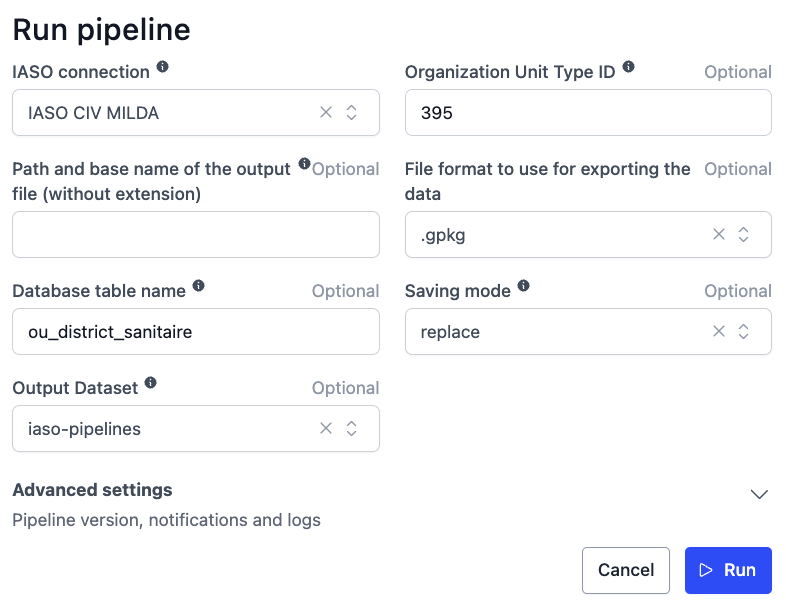 Run pipeline
IASO connection
Organization Unit Type ID Optional
IASO CIV MILDA
395
Path and base name of the output Optional
file (without extension)
File format to use for exporting the Optional
data
.gpkg
Database table name Optional
Saving mode Optional
ou_district_sanitaire
replace
Output Dataset Optional
iaso-pipelines
Advanced settings
Pipeline version, notifications and logs
Cancel
Run